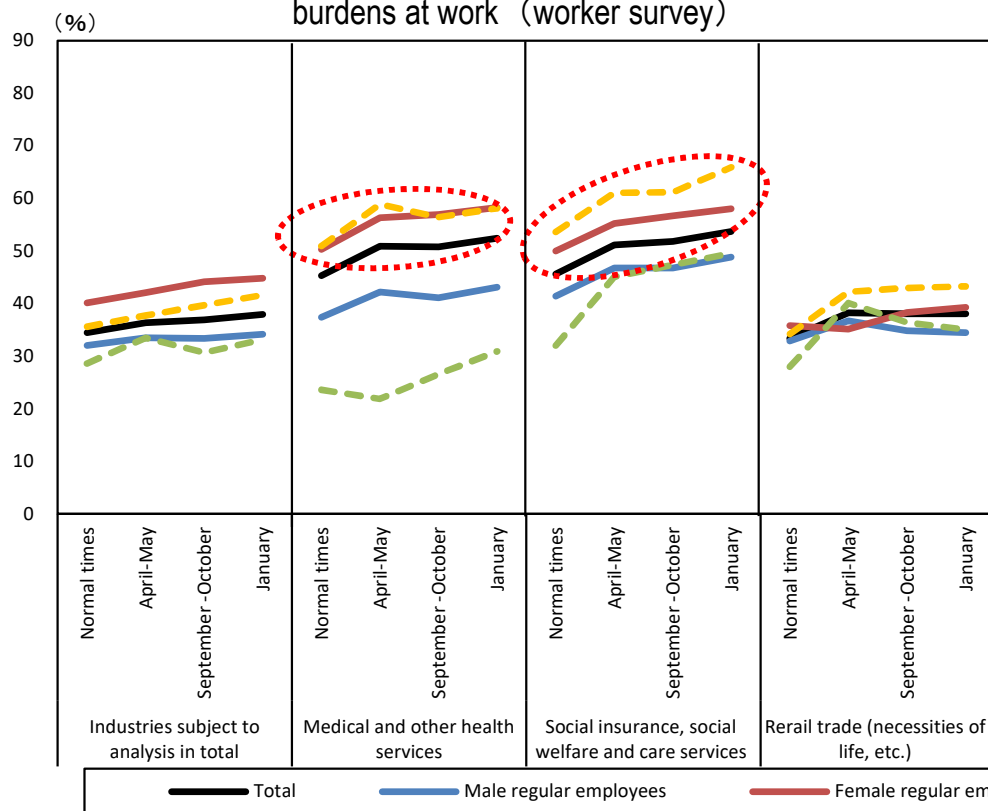 burdens at work（worker survey）
（%）
90
80
70
60
50
40
30
20
10
0
Normal times
April-May
September -October
January
Normal times
April-May
September -October
January
Normal times
April-May
September -October
January
Normal times
April-May
September -October
January
Industries subject to
analysis in total
Medical and other health
services
Social insurance, social
welfare and care services
Rerail trade (necessities of
life, etc.)
Total
Male regular employees
Female regular em